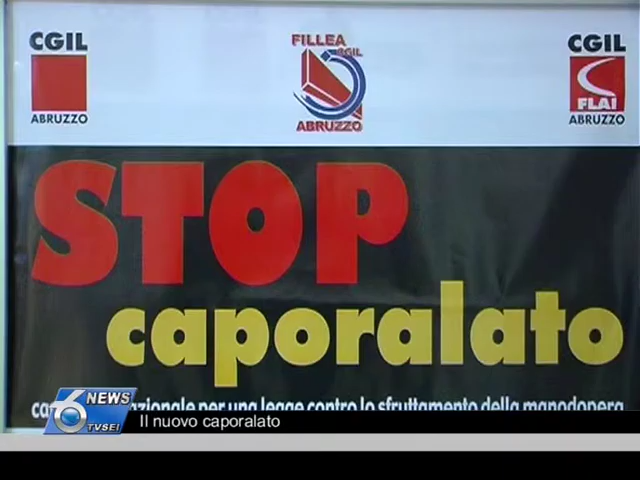 CGIL
ABRUZZO
FILLEA
CGIL
ABRUZZO
CGIL
FLAI
ABRUZZO
STOP
caporalato
per una legge contro lo sfruttamento della manodopera
6 NEWS
TVSEI
Il nuovo caporalato